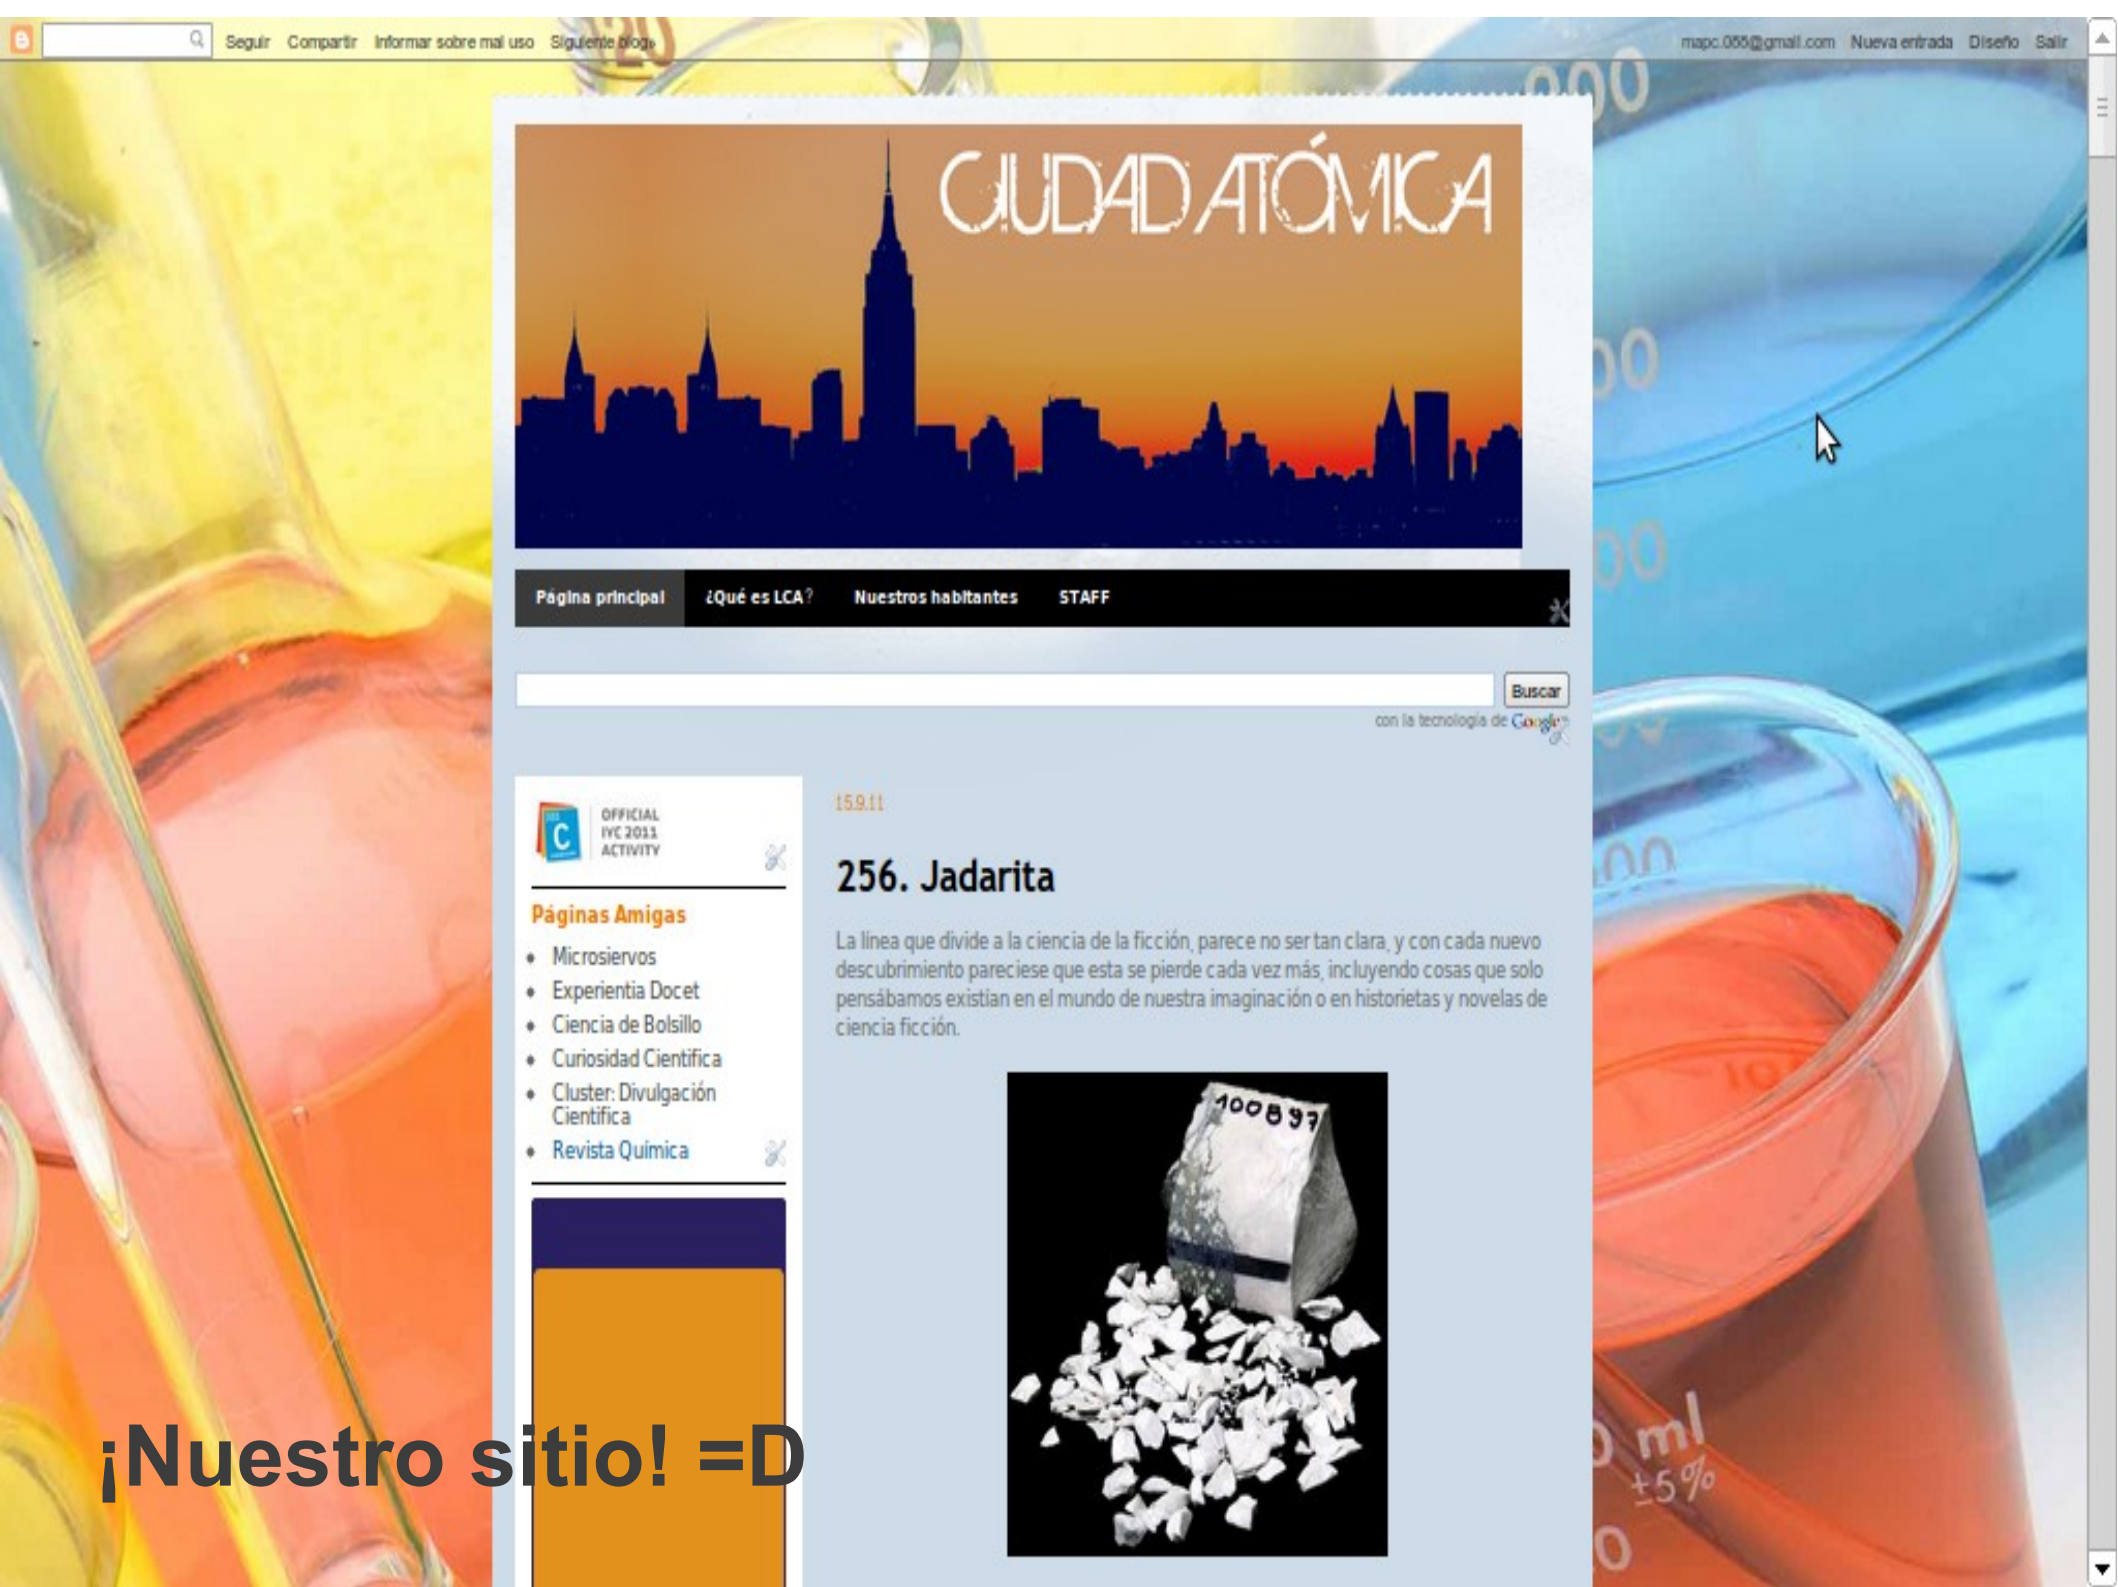 Seguir Compartir Informar sobre mal uso Siguiente blog»
mapc.055@gmail.com Nueva entrada Diseño Salir
CIUDAD ATÓMICA
Página principal ¿Qué es LCA? Nuestros habitantes STAFF
Buscar
con la tecnología de Google
OFFICIAL
IYC 2011
ACTIVITY
Páginas Amigas
Microsiervos
Experientia Docet
Ciencia de Bolsillo
Curiosidad Científica
Cluster: Divulgación
Científica
Revista Química
15.9.11
256. Jadarita
La línea que divide a la ciencia de la ficción, parece no ser tan clara, y con cada nuevo
descubrimiento pareciese que esta se pierde cada vez más, incluyendo cosas que solo
pensábamos existían en el mundo de nuestra imaginación o en historietas y novelas de
ciencia ficción.
100897
¡Nuestro sitio! =D
ml
±5%